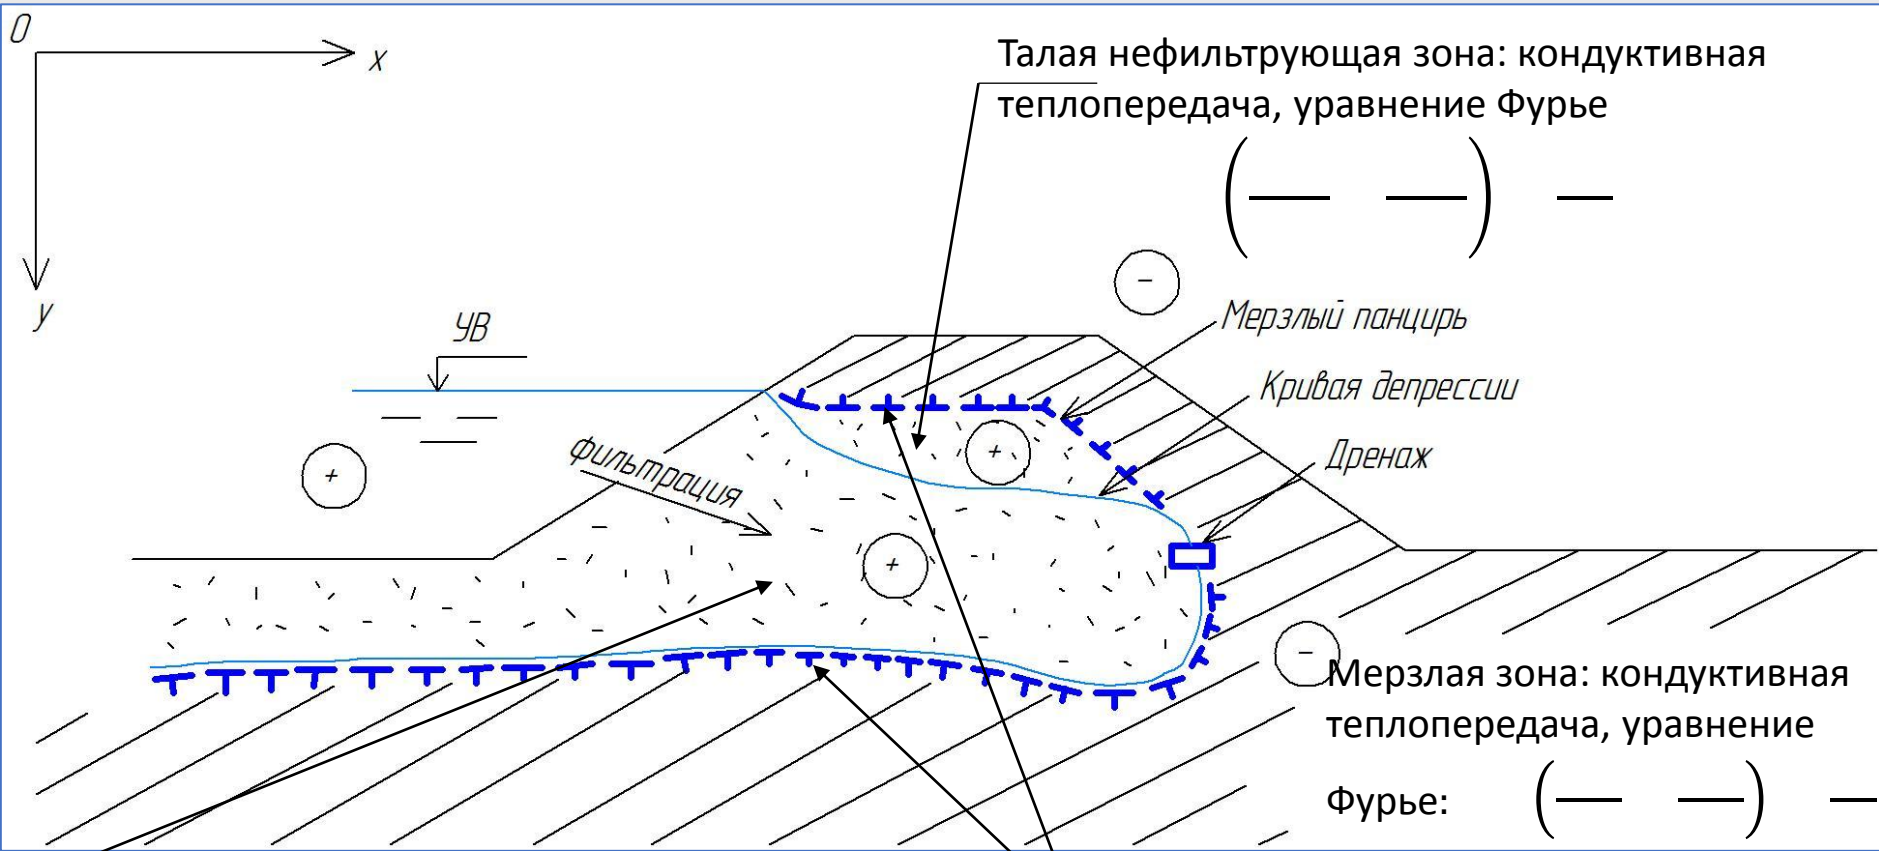 0
x
y
Талая нефильтрующая зона: кондуктивная
теплопередача, уравнение Фурье
( )
-
УВ
Мерзлый панцирь
Кривая депрессии
Дренаж
фильтрация
+
+
+
-
Мерзлая зона: кондуктивная
теплопередача, уравнение
Фурье: ( )